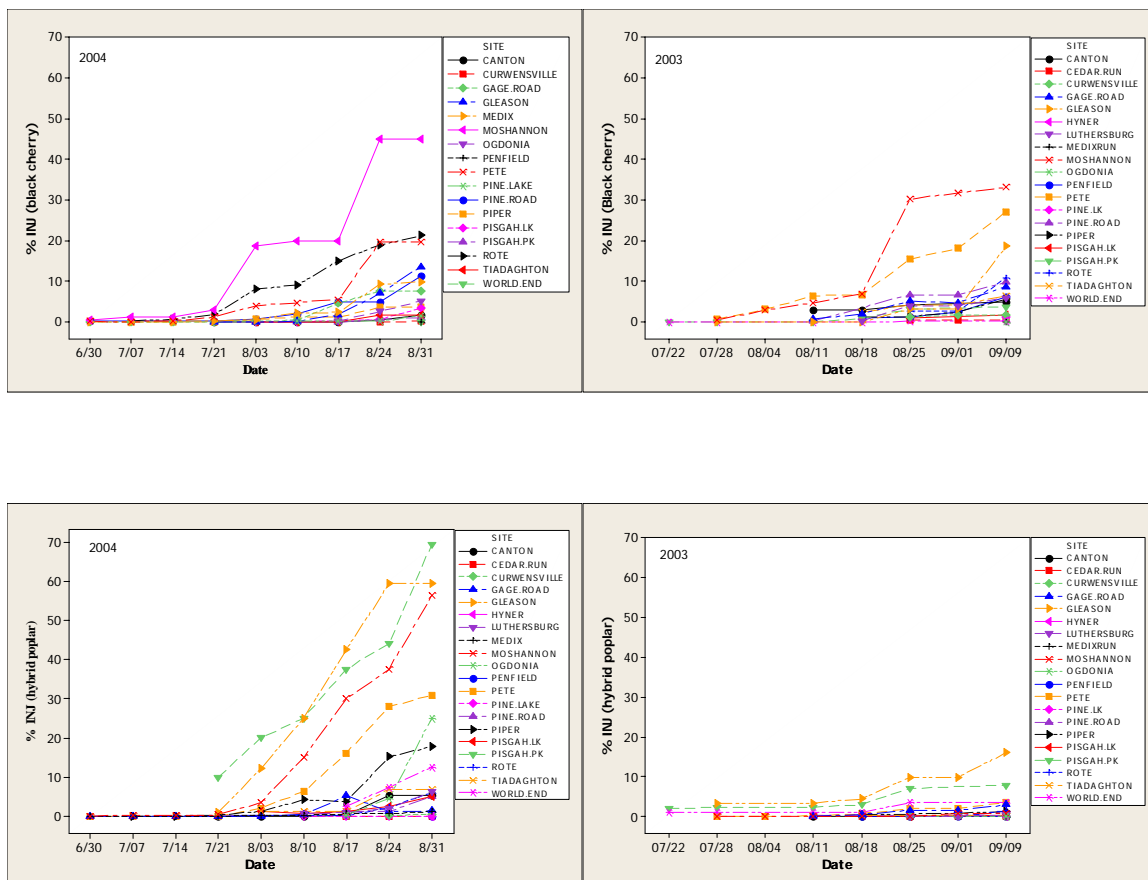 2004
% INJ (black cherry)
70
60
50
40
30
20
10
0
6/30 7/07 7/14 7/21 8/03 8/10 8/17 8/24 8/31
Date
SITE
CANTON
CURWENSVILLE
GAGE.ROAD
GLEASON
MEDIX
MOSHANNON
OGDONIA
PENFIELD
PETE
PINE.LAKE
PINE.ROAD
PIPER
PISGAH.LK
PISGAH.PK
ROTE
TIADAGHTON
WORLD.END
2003
% INJ (Black cherry)
70
60
50
40
30
20
10
0
07/22 07/28 08/04 08/11 08/18 08/25 09/01 09/09
Date
SITE
CANTON
CEDAR.RUN
CURWENSVILLE
GAGE.ROAD
GLEASON
HYNER
LUTHERSBURG
MEDIXRUN
MOSHANNON
OGDONIA
PENFIELD
PETE
PINE.LK
PINE.ROAD
PIPER
PISGAH.LK
PISGAH.PK
ROTE
TIADAGHTON
WORLD.END
2004
% INJ (hybrid poplar)
70
60
50
40
30
20
10
0
6/30 7/07 7/14 7/21 8/03 8/10 8/17 8/24 8/31
Date
SITE
CANTON
CEDAR.RUN
CURWENSVILLE
GAGE.ROAD
GLEASON
HYNER
LUTHERSBURG
MEDIX
MOSHANNON
OGDONIA
PENFIELD
PETE
PINE.LAKE
PINE.ROAD
PIPER
PISGAH.LK
PISGAH.PK
ROTE
TIADAGHTON
WORLD.END
2003
% INJ (hybrid poplar)
70
60
50
40
30
20
10
0
07/22 07/28 08/04 08/11 08/18 08/25 09/01 09/09
Date
SITE
CANTON
CEDAR.RUN
CURWENSVILLE
GAGE.ROAD
GLEASON
HYNER
LUTHERSBURG
MEDIXRUN
MOSHANNON
OGDONIA
PENFIELD
PETE
PINE.LK
PINE.ROAD
PIPER
PISGAH.LK
PISGAH.PK
ROTE
TIADAGHTON
WORLD.END